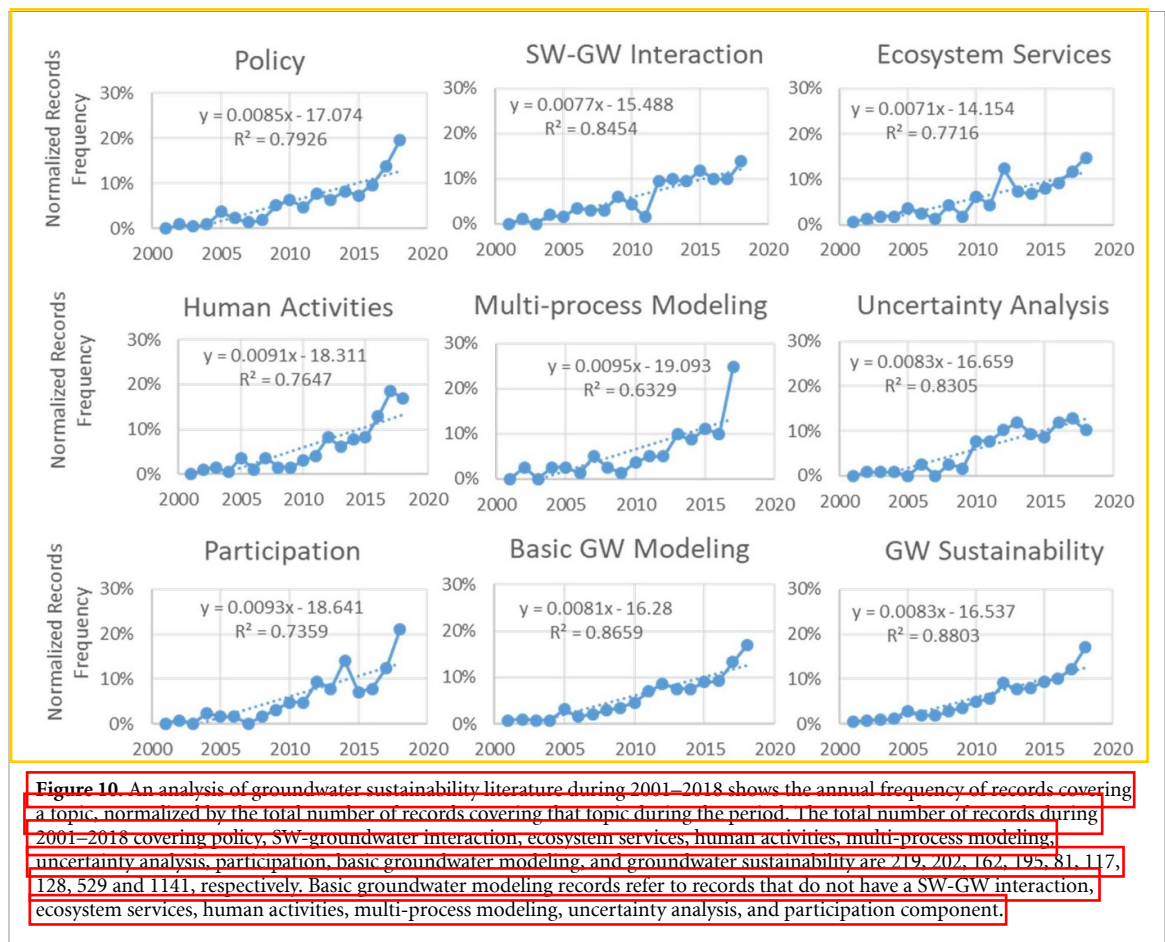 Policy
SW-GW Interaction
Ecosystem Services
Normalized Records
Frequency
30%
20%
10%
0%
y = 0.0085x - 17.074
R² = 0.7926
2000 2005 2010 2015 2020
30%
20%
10%
0%
y = 0.0077x - 15.488
R² = 0.8454
2000 2005 2010 2015 2020
30%
20%
10%
0%
y = 0.0071x - 14.154
R² = 0.7716
2000 2005 2010 2015 2020
Human Activities
Multi-process Modeling
Uncertainty Analysis
Normalized Records
Frequency
30%
20%
10%
0%
y = 0.0091x - 18.311
R² = 0.7647
2000 2005 2010 2015 2020
30%
20%
10%
0%
y = 0.0095x - 19.093
R² = 0.6329
2000 2005 2010 2015 2020
30%
20%
10%
0%
y = 0.0083x - 16.659
R² = 0.8305
2000 2005 2010 2015 2020
Participation
Basic GW Modeling
GW Sustainability
Normalized Records
Frequency
30%
20%
10%
0%
y = 0.0093x - 18.641
R² = 0.7359
2000 2005 2010 2015 2020
30%
20%
10%
0%
y = 0.0081x - 16.28
R² = 0.8659
2000 2005 2010 2015 2020
30%
20%
10%
0%
y = 0.0083x - 16.537
R² = 0.8803
2000 2005 2010 2015 2020
Figure 10. An analysis of groundwater sustainability literature during 2001–2018 shows the annual frequency of records covering
a topic, normalized by the total number of records covering that topic during the period. The total number of records during
2001–2018 covering policy, SW-groundwater interaction, ecosystem services, human activities, multi-process modeling,
uncertainty analysis, participation, basic groundwater modeling, and groundwater sustainability are 219, 202, 162, 195, 81, 117,
128, 529 and 1141, respectively. Basic groundwater modeling records refer to records that do not have a SW-GW interaction,
ecosystem services, human activities, multi-process modeling, uncertainty analysis, and participation component.